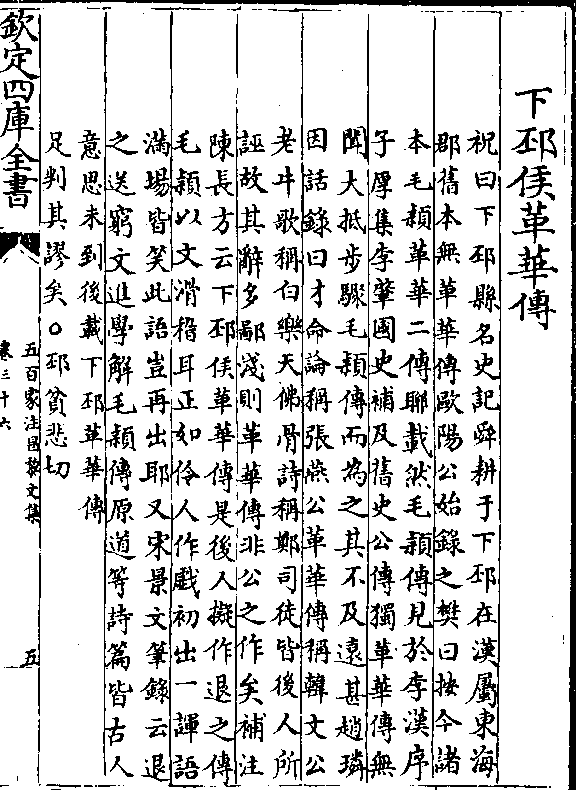 下邳侯革華傳
祝曰下邳縣名史記舜耕于下邳在漢屬東海
郡舊本無革華傳歐陽公始錄之樊曰按今諸
本毛穎革華二傳聯載然毛穎傳見於李漢序
子厚集李肇國史補及舊史公傳獨革華傳無
聞大抵步驟毛穎傳而為之其不及遠甚趙璘
因話錄曰才命論稱張燕公革華傳稱韓文公
老牛歌稱白樂天佛骨詩稱鄭司徒皆後人所
誣故其辭多鄙淺則革華傳非公之作矣補注
陳長方云下邳侯革華傳是後人擬作退之傳
毛穎以文滑稽耳正如伶人作戲初出一諢語
滿場皆笑此語豈再出耶又宋景文筆錄云退
之送窮文進學解毛穎傳原道等詩篇皆古人
意思未到後載下邳革華傳
足判其謬矣○邳貧悲切
欽定四庫全書
五百家注昌黎文集
卷三十六
五